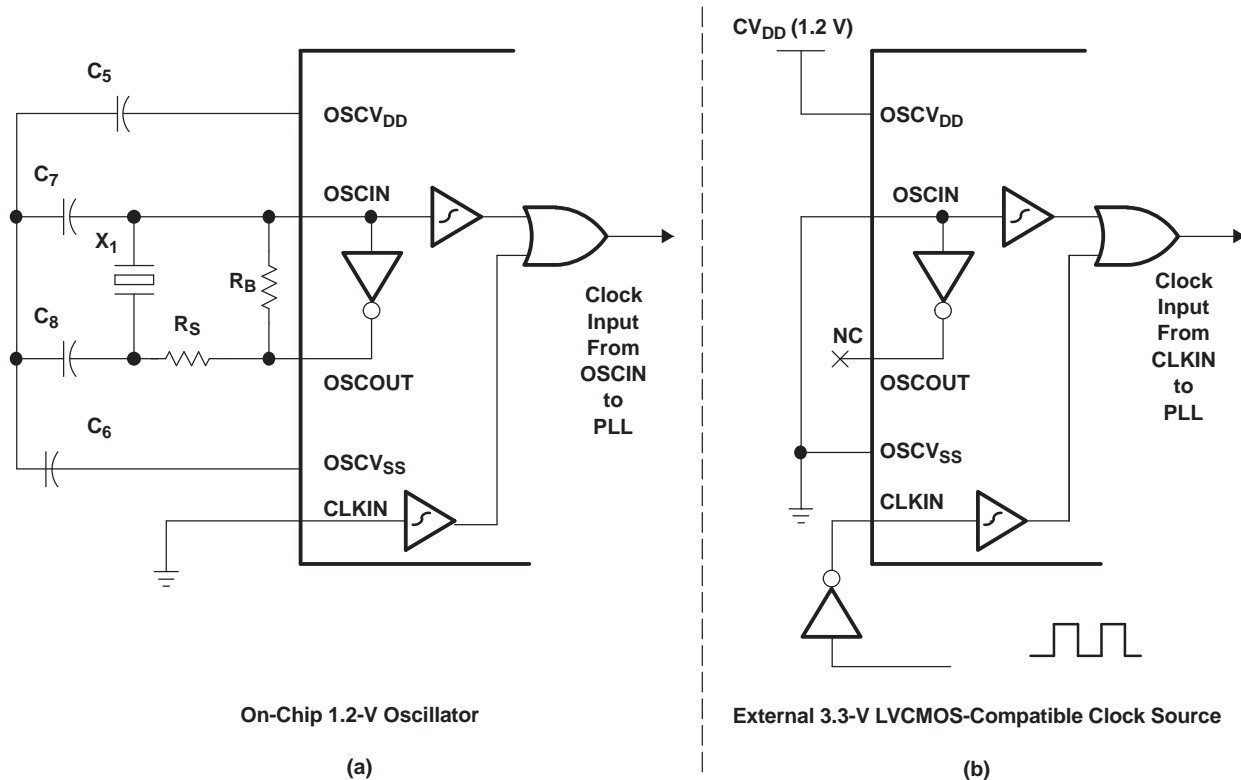 C5
OSCVDD
C7
OSCIN
X1
RB
C8
RS
OSCOUT
C6
OSCVSS
CLKIN
Clock
Input
From
OSCIN
to
PLL
On-Chip 1.2-V Oscillator
(a)
CVDD (1.2 V)
OSCVDD
OSCIN
NC
OSCOUT
OSCVSS
CLKIN
Clock
Input
From
CLKIN
to
PLL
External 3.3-V LVCMOS-Compatible Clock Source
(b)